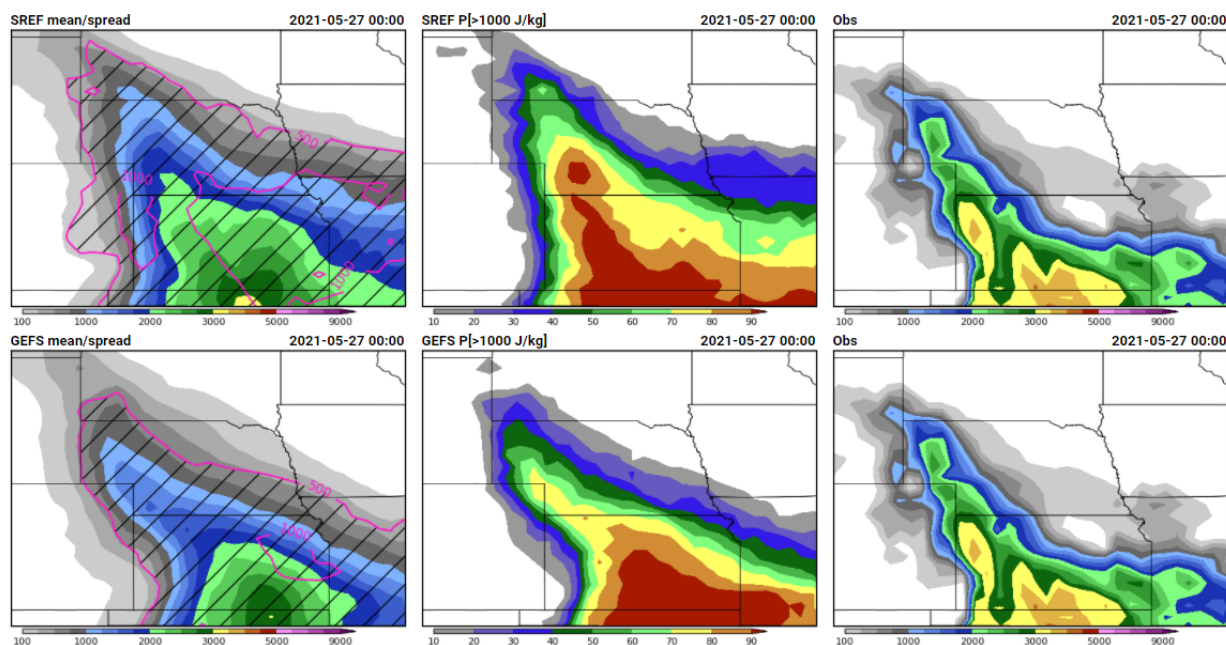 SREF mean/spread 2021-05-27 00:00
SREF P[>1000 J/kg] 2021-05-27 00:00
Obs 2021-05-27 00:00
500
1000
1000
100 1000 2000 3000 5000 9000
10 20 30 40 50 60 70 80 90
100 1000 2000 3000 5000 9000
GEFS mean/spread 2021-05-27 00:00
GEFS P[>1000 J/kg] 2021-05-27 00:00
Obs 2021-05-27 00:00
500
1000
100 1000 2000 3000 5000 9000
10 20 30 40 50 60 70 80 90
100 1000 2000 3000 5000 9000